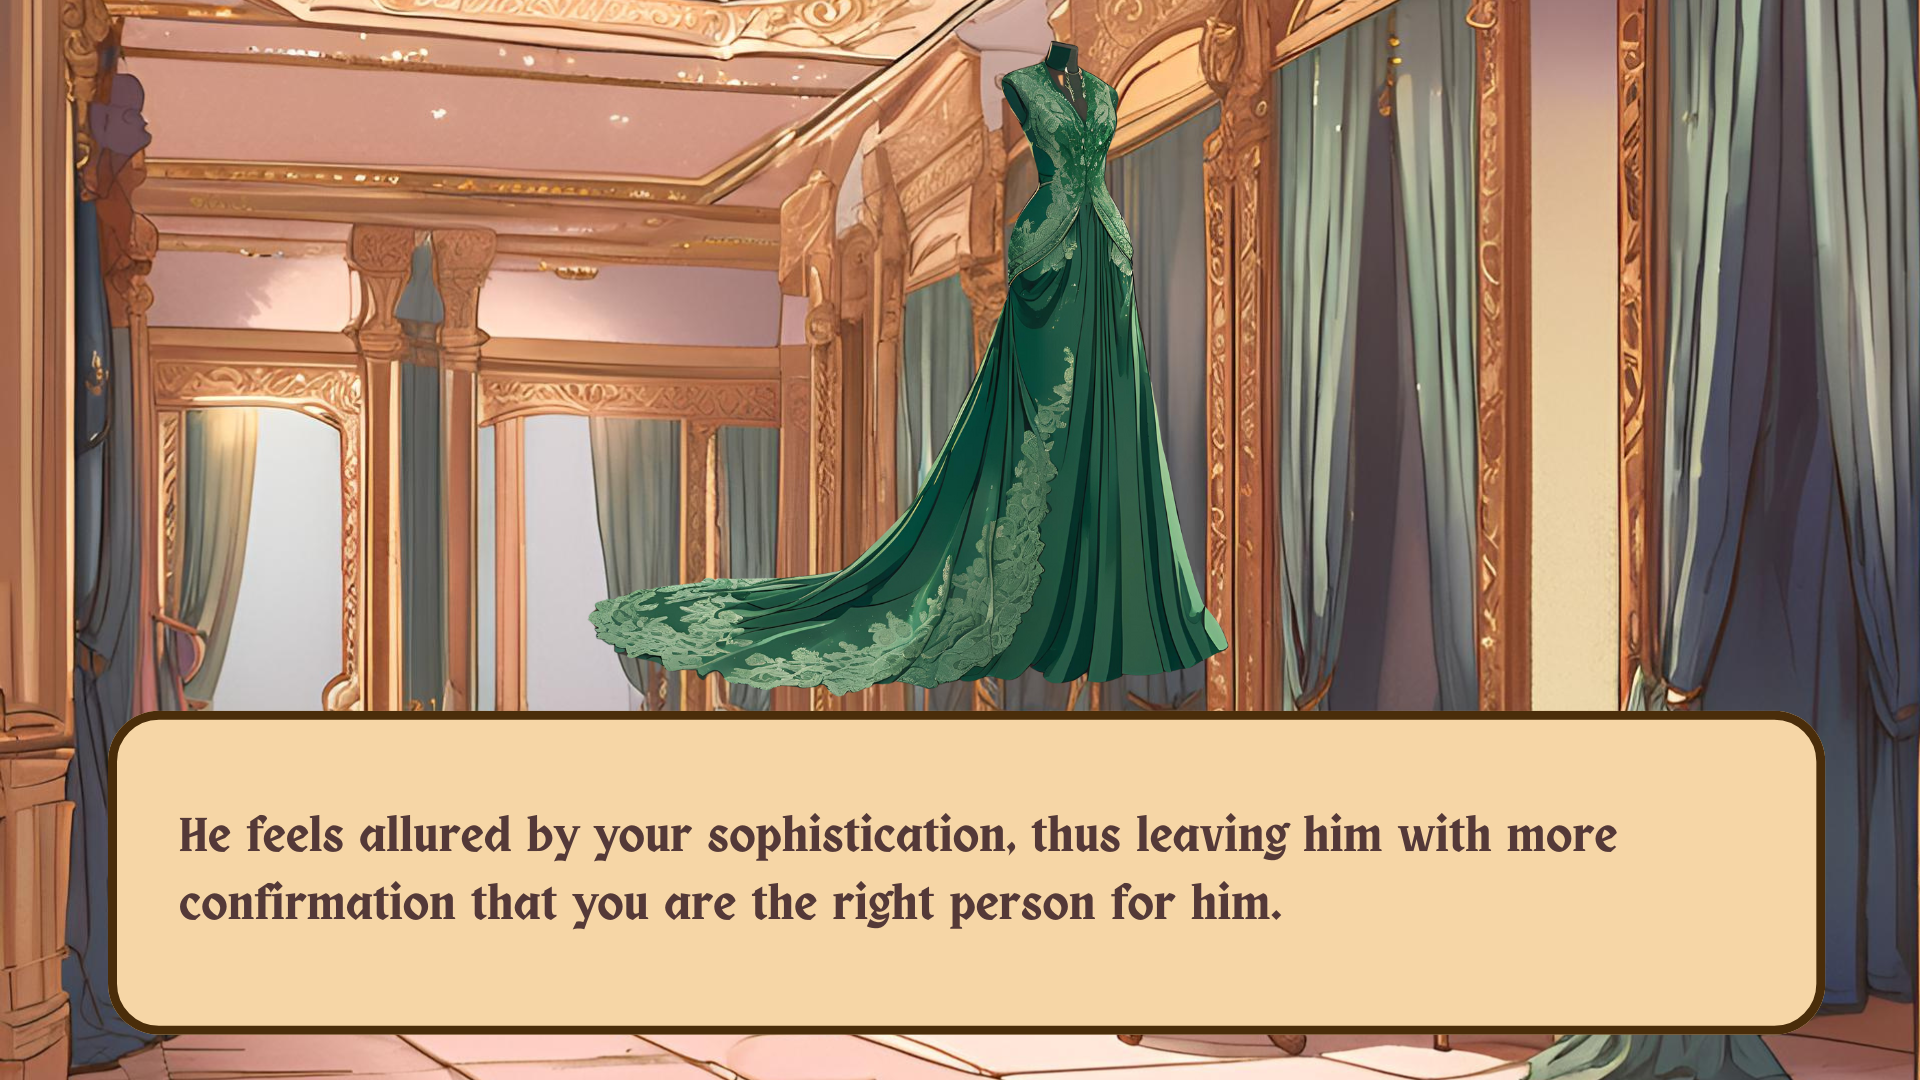 He feels allured by your sophistication, thus leaving him with more
confirmation that you are the right person for him.